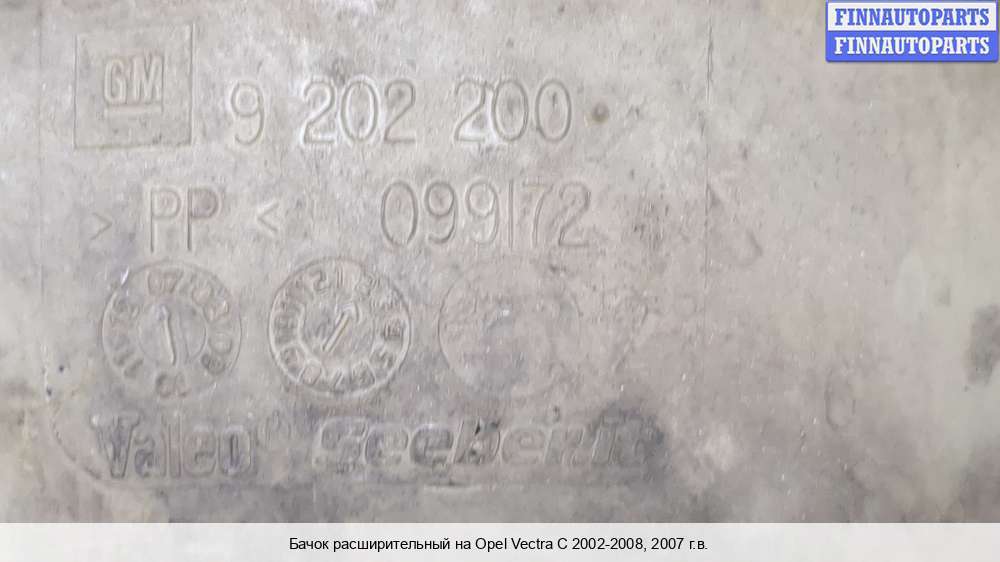 FINNAUTOPARTS
FINNAUTOPARTS
GM
9 202 200
> PP < 099172
Valeo
Бачок расширительный на Opel Vectra C 2002-2008, 2007 г.в.